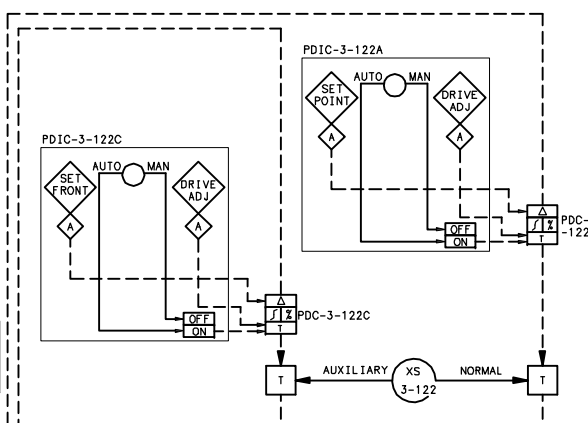 PDIC-3-122A
AUTO MAN
SET
POINT
DRIVE
ADJ
A
A
OFF
ON
PDC-
-122
Δ
∫ %
T
PDIC-3-122C
AUTO MAN
SET
FRONT
DRIVE
ADJ
A
A
OFF
ON
Δ
∫ %
T
PDC-3-122C
T
AUXILIARY
XS
3-122
NORMAL
T